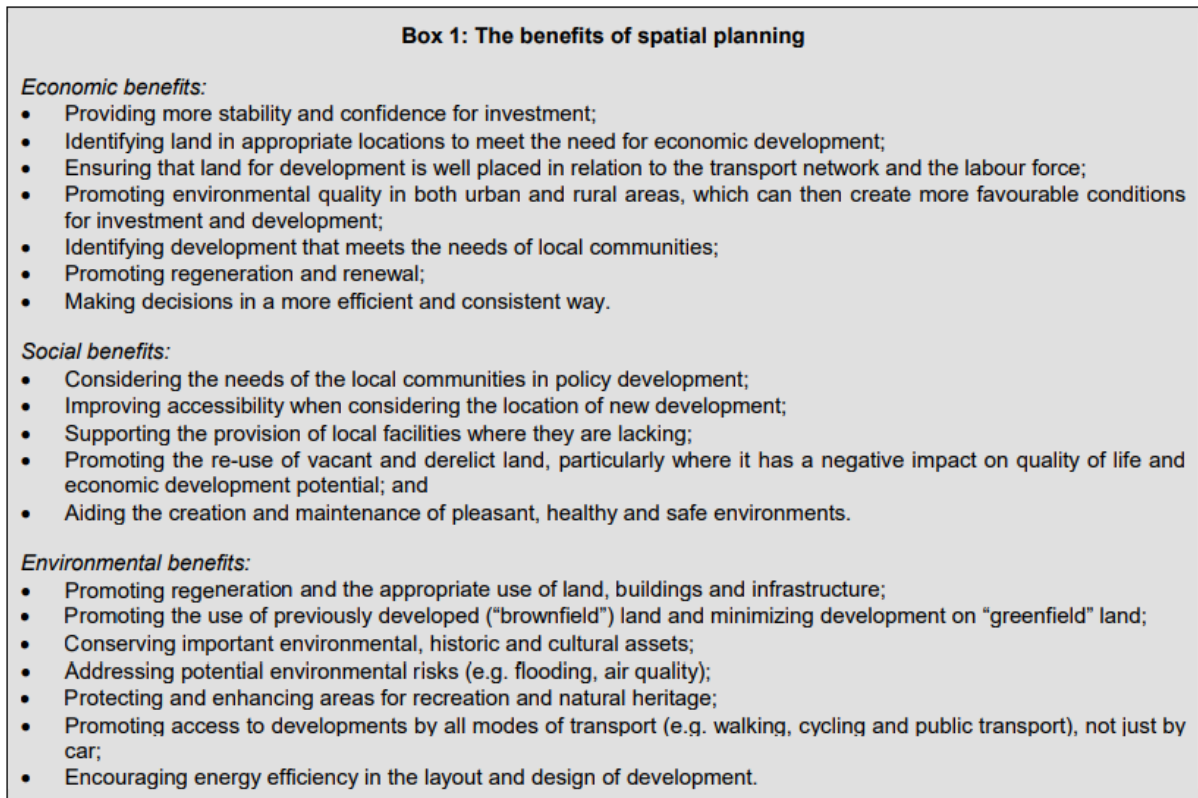 Box 1: The benefits of spatial planning
Economic benefits:
• Providing more stability and confidence for investment;
• Identifying land in appropriate locations to meet the need for economic development;
• Ensuring that land for development is well placed in relation to the transport network and the labour force;
• Promoting environmental quality in both urban and rural areas, which can then create more favourable conditions
for investment and development;
• Identifying development that meets the needs of local communities;
• Promoting regeneration and renewal;
• Making decisions in a more efficient and consistent way.
Social benefits:
• Considering the needs of the local communities in policy development;
• Improving accessibility when considering the location of new development;
• Supporting the provision of local facilities where they are lacking;
• Promoting the re-use of vacant and derelict land, particularly where it has a negative impact on quality of life and
economic development potential; and
• Aiding the creation and maintenance of pleasant, healthy and safe environments.
Environmental benefits:
• Promoting regeneration and the appropriate use of land, buildings and infrastructure;
• Promoting the use of previously developed (“brownfield”) land and minimizing development on “greenfield” land;
• Conserving important environmental, historic and cultural assets;
• Addressing potential environmental risks (e.g. flooding, air quality);
• Protecting and enhancing areas for recreation and natural heritage;
• Promoting access to developments by all modes of transport (e.g. walking, cycling and public transport), not just by
car;
• Encouraging energy efficiency in the layout and design of development.